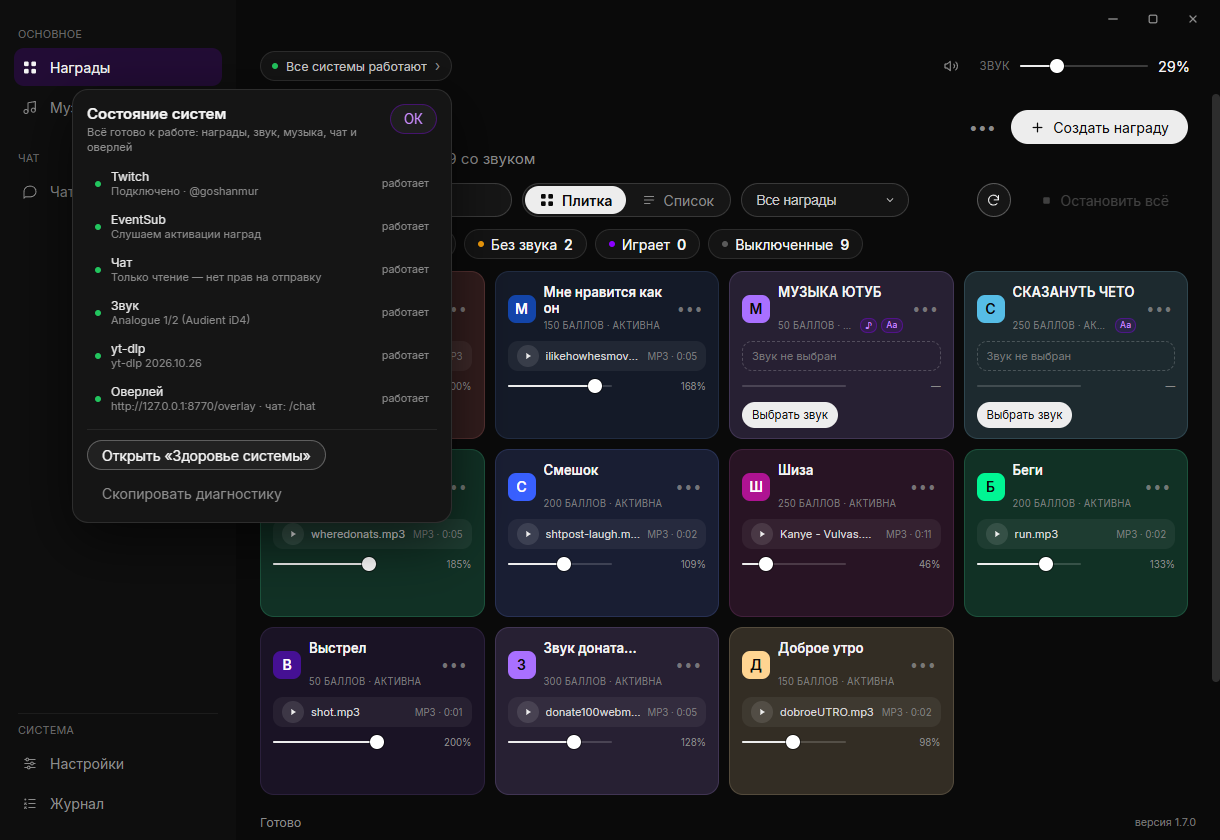 ОСНОВНОЕ
Награды
Му
ЧАТ
Чат
СИСТЕМА
Настройки
Журнал
Все системы работают
ЗВУК
29%
Состояние систем
OK
Всё готово к работе: награды, звук, музыка, чат и
оверлей
Twitch
Подключено · @goshanmur
работает
EventSub
Слушаем активации наград
работает
Чат
Только чтение — нет прав на отправку
работает
Звук
Analogue 1/2 (Audient iD4)
работает
yt-dlp
yt-dlp 2026.10.26
работает
Оверлей
http://127.0.0.1:8770/overlay · чат: /chat
работает
Открыть «Здоровье системы»
Скопировать диагностику
Создать награду
9 со звуком
Плитка
Список
Все награды
Остановить всё
Без звука 2
Играет 0
Выключенные 9
P3
00%
М
Мне нравится как
он
150 БАЛЛОВ · АКТИВНА
ilikehowhesmov...
MP3 · 0:05
168%
М
МУЗЫКА ЮТУБ
50 БАЛЛОВ · ...
Aa
Звук не выбран
—
Выбрать звук
С
СКАЗАНУТЬ ЧЕТО
250 БАЛЛОВ · АК...
Aa
Звук не выбран
—
Выбрать звук
wheredonats.mp3
MP3 · 0:05
185%
С
Смешок
200 БАЛЛОВ · АКТИВНА
shtpost-laugh.m...
MP3 · 0:02
109%
Ш
Шиза
250 БАЛЛОВ · АКТИВНА
Kanye - Vulvas....
MP3 · 0:11
46%
Б
Беги
200 БАЛЛОВ · АКТИВНА
run.mp3
MP3 · 0:02
133%
В
Выстрел
50 БАЛЛОВ · АКТИВНА
shot.mp3
MP3 · 0:01
200%
З
Звук доната...
300 БАЛЛОВ · АКТИВНА
donate100webm...
MP3 · 0:05
128%
Д
Доброе утро
150 БАЛЛОВ · АКТИВНА
dobroeUTRO.mp3
MP3 · 0:02
98%
Готово
версия 1.7.0